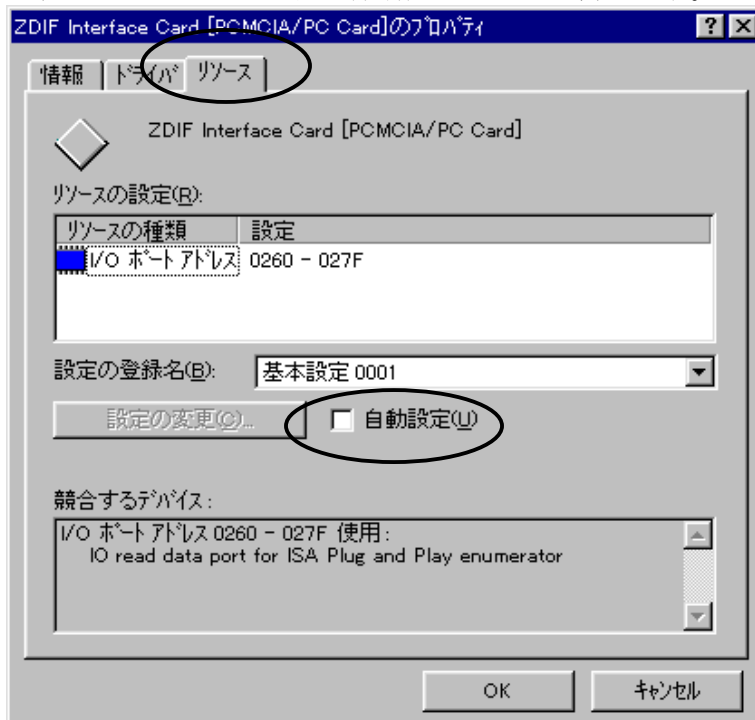 ZDIF Interface Card [PCMCIA/PC Card]のﾌﾟﾛﾊﾟﾃｨ
情報 ﾄﾞﾗｲﾊﾞ リソース
ZDIF Interface Card [PCMCIA/PC Card]
リソースの設定(R):
リソースの種類 設定
I/O ﾎﾟｰﾄ ｱﾄﾞﾚｽ 0260 - 027F
設定の登録名(B): 基本設定 0001
設定の変更(C)... 自動設定(U)
競合するﾃﾞﾊﾞｲｽ:
I/O ﾎﾟｰﾄ ｱﾄﾞﾚｽ 0260 - 027F 使用:
IO read data port for ISA Plug and Play enumerator
OK ｷｬﾝｾﾙ